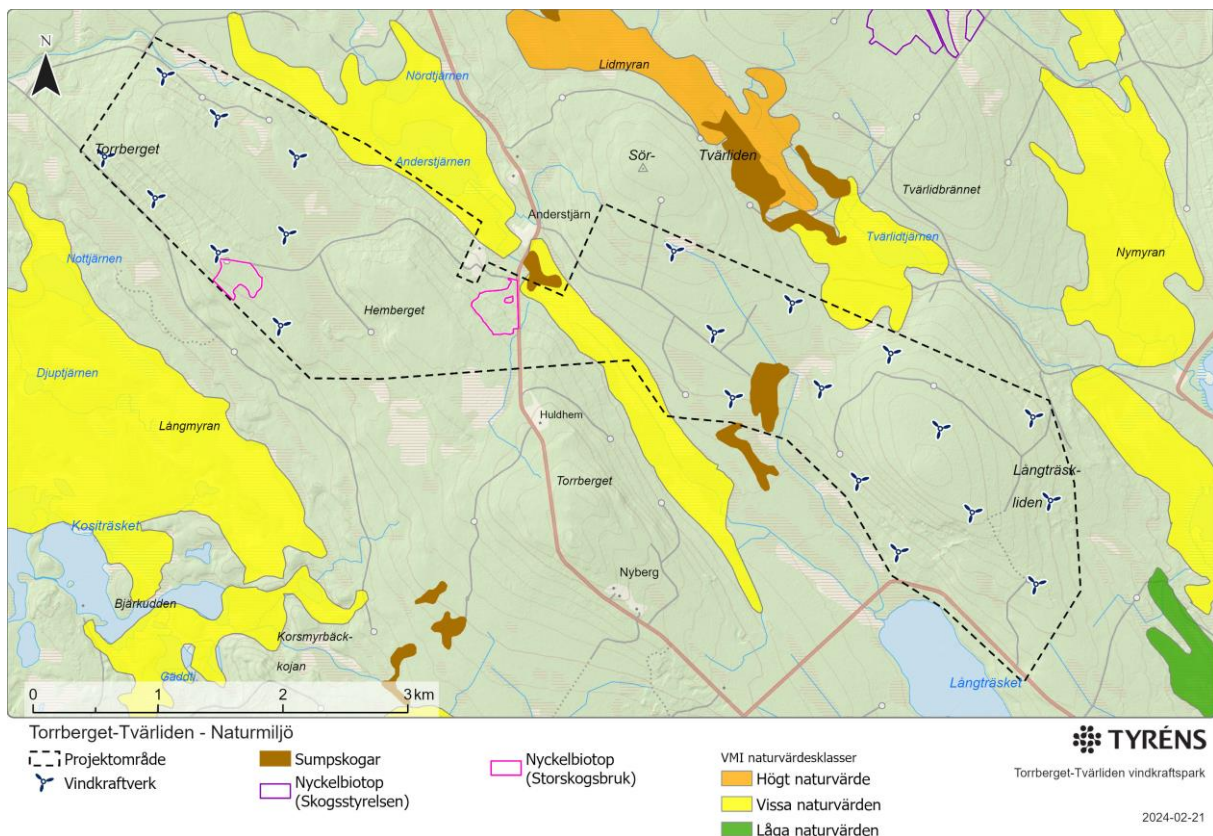 N
Lidmyran
Nördtjärnen
Torrberget
Anderstjärnen
Sör-
Tvärliden
Tvärlidbrännet
Anderstjärn
Tvärlidtjärnen
Nottjärnen
Nymyran
Hemberget
Djuptjärnen
Långmyran
Huldhem
Torrberget
Långträsk-
liden
Kositräsket
Nyberg
Bjärkudden
Korsmyrbäck-
kojan
Gäddtj.
Långträsket
0 1 2 3 km
Torrberget-Tvärliden - Naturmiljö
Projektområde
Vindkraftverk
Sumpskogar
Nyckelbiotop
(Skogsstyrelsen)
Nyckelbiotop
(Storskogsbruk)
VMI naturvärdesklasser
Högt naturvärde
Vissa naturvärden
Låga naturvärden
TYRÉNS
Torrberget-Tvärliden vindkraftspark
2024-02-21